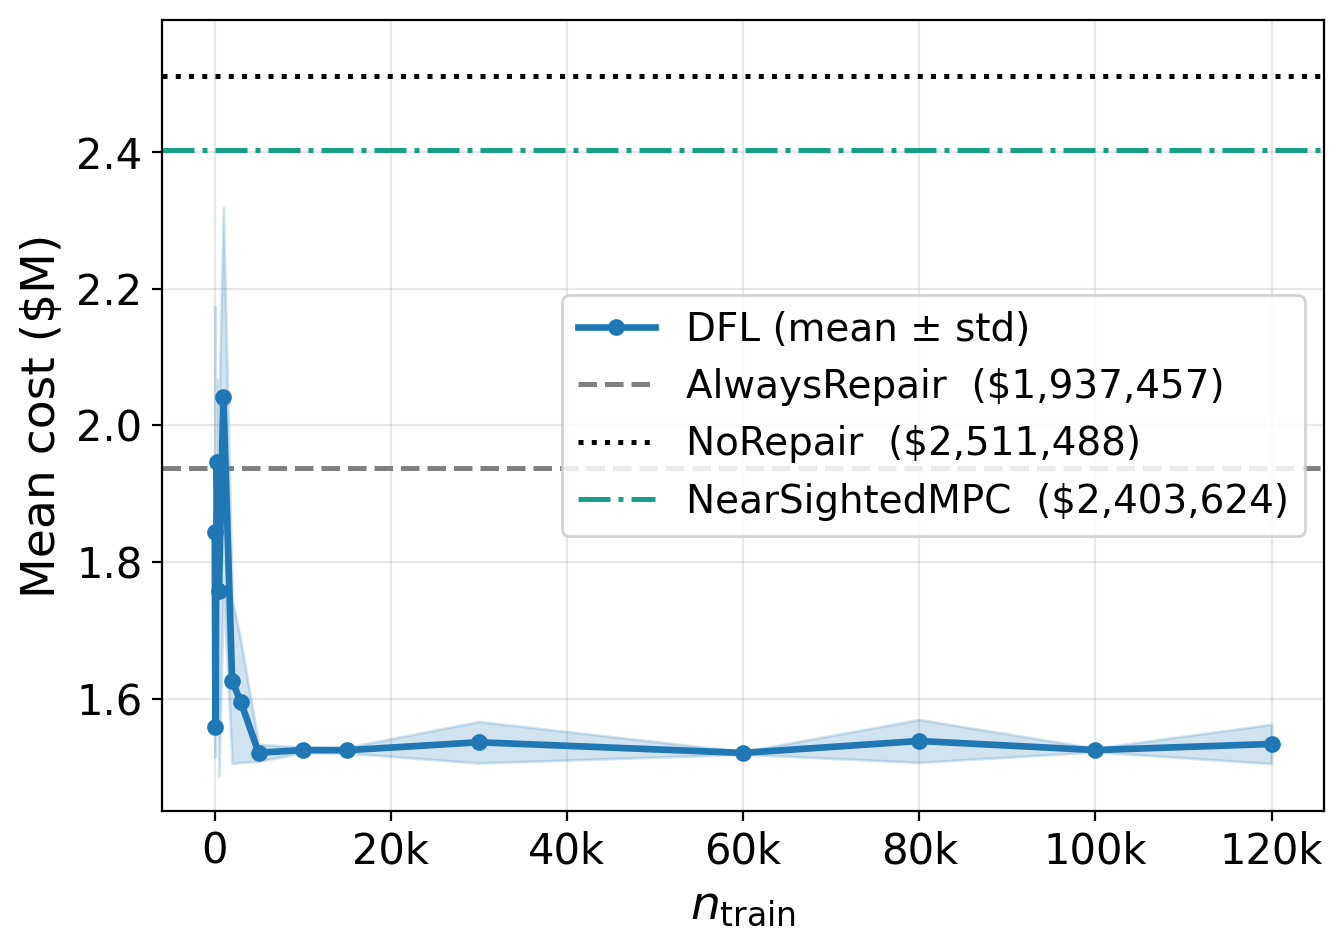 2.4
2.2
2.0
1.8
1.6
Mean cost ($M)
DFL (mean ± std)
AlwaysRepair ($1,937,457)
NoRepair ($2,511,488)
NearSightedMPC ($2,403,624)
0 20k 40k 60k 80k 100k 120k
n_train